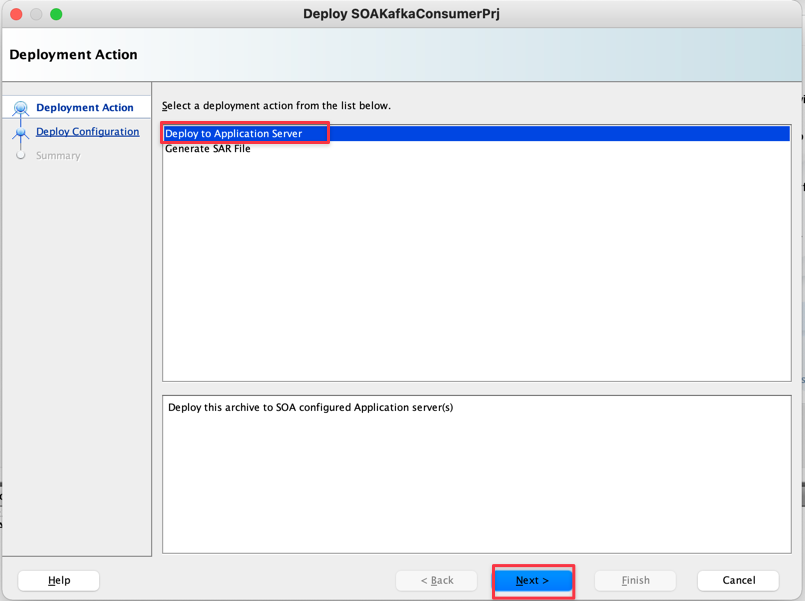 Deploy SOAKafkaConsumerPrj
Deployment Action
Deployment Action
Deploy Configuration
Summary
Select a deployment action from the list below.
Deploy to Application Server
Generate SAR File
Deploy this archive to SOA configured Application server(s)
Help
< Back
Next >
Finish
Cancel